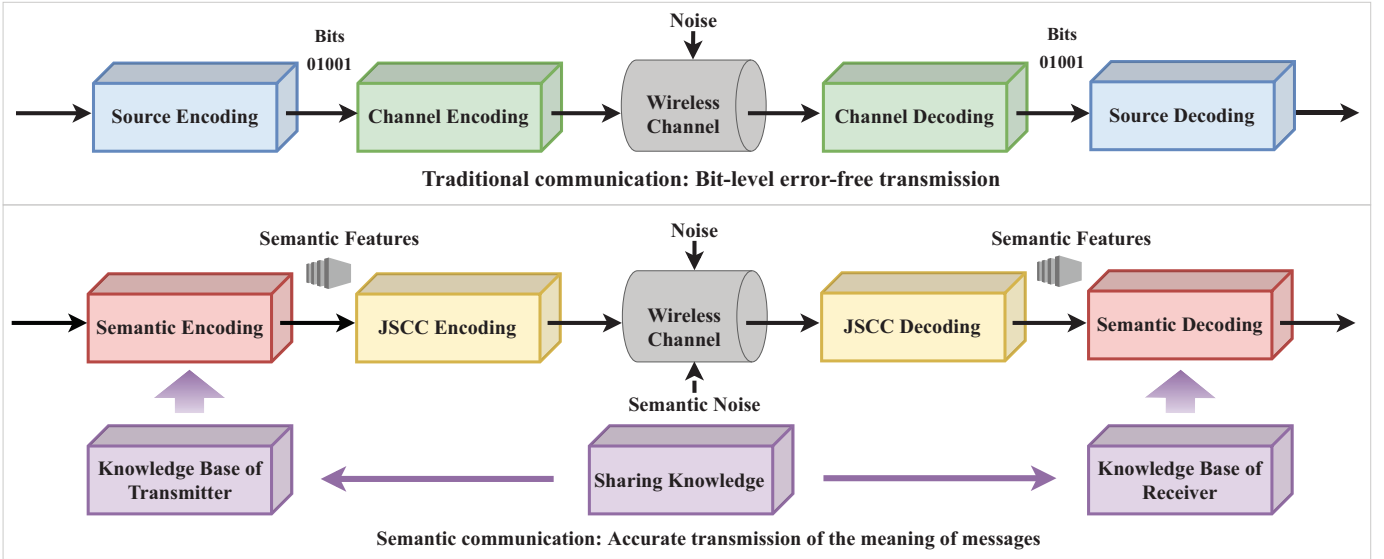 Noise
Bits
01001
Bits
01001
Source Encoding
Channel Encoding
Wireless
Channel
Channel Decoding
Source Decoding
Traditional communication: Bit-level error-free transmission
Semantic Features
Noise
Semantic Features
Semantic Encoding
JSCC Encoding
Wireless
Channel
JSCC Decoding
Semantic Decoding
Semantic Noise
Knowledge Base of
Transmitter
Sharing Knowledge
Knowledge Base of
Receiver
Semantic communication: Accurate transmission of the meaning of messages